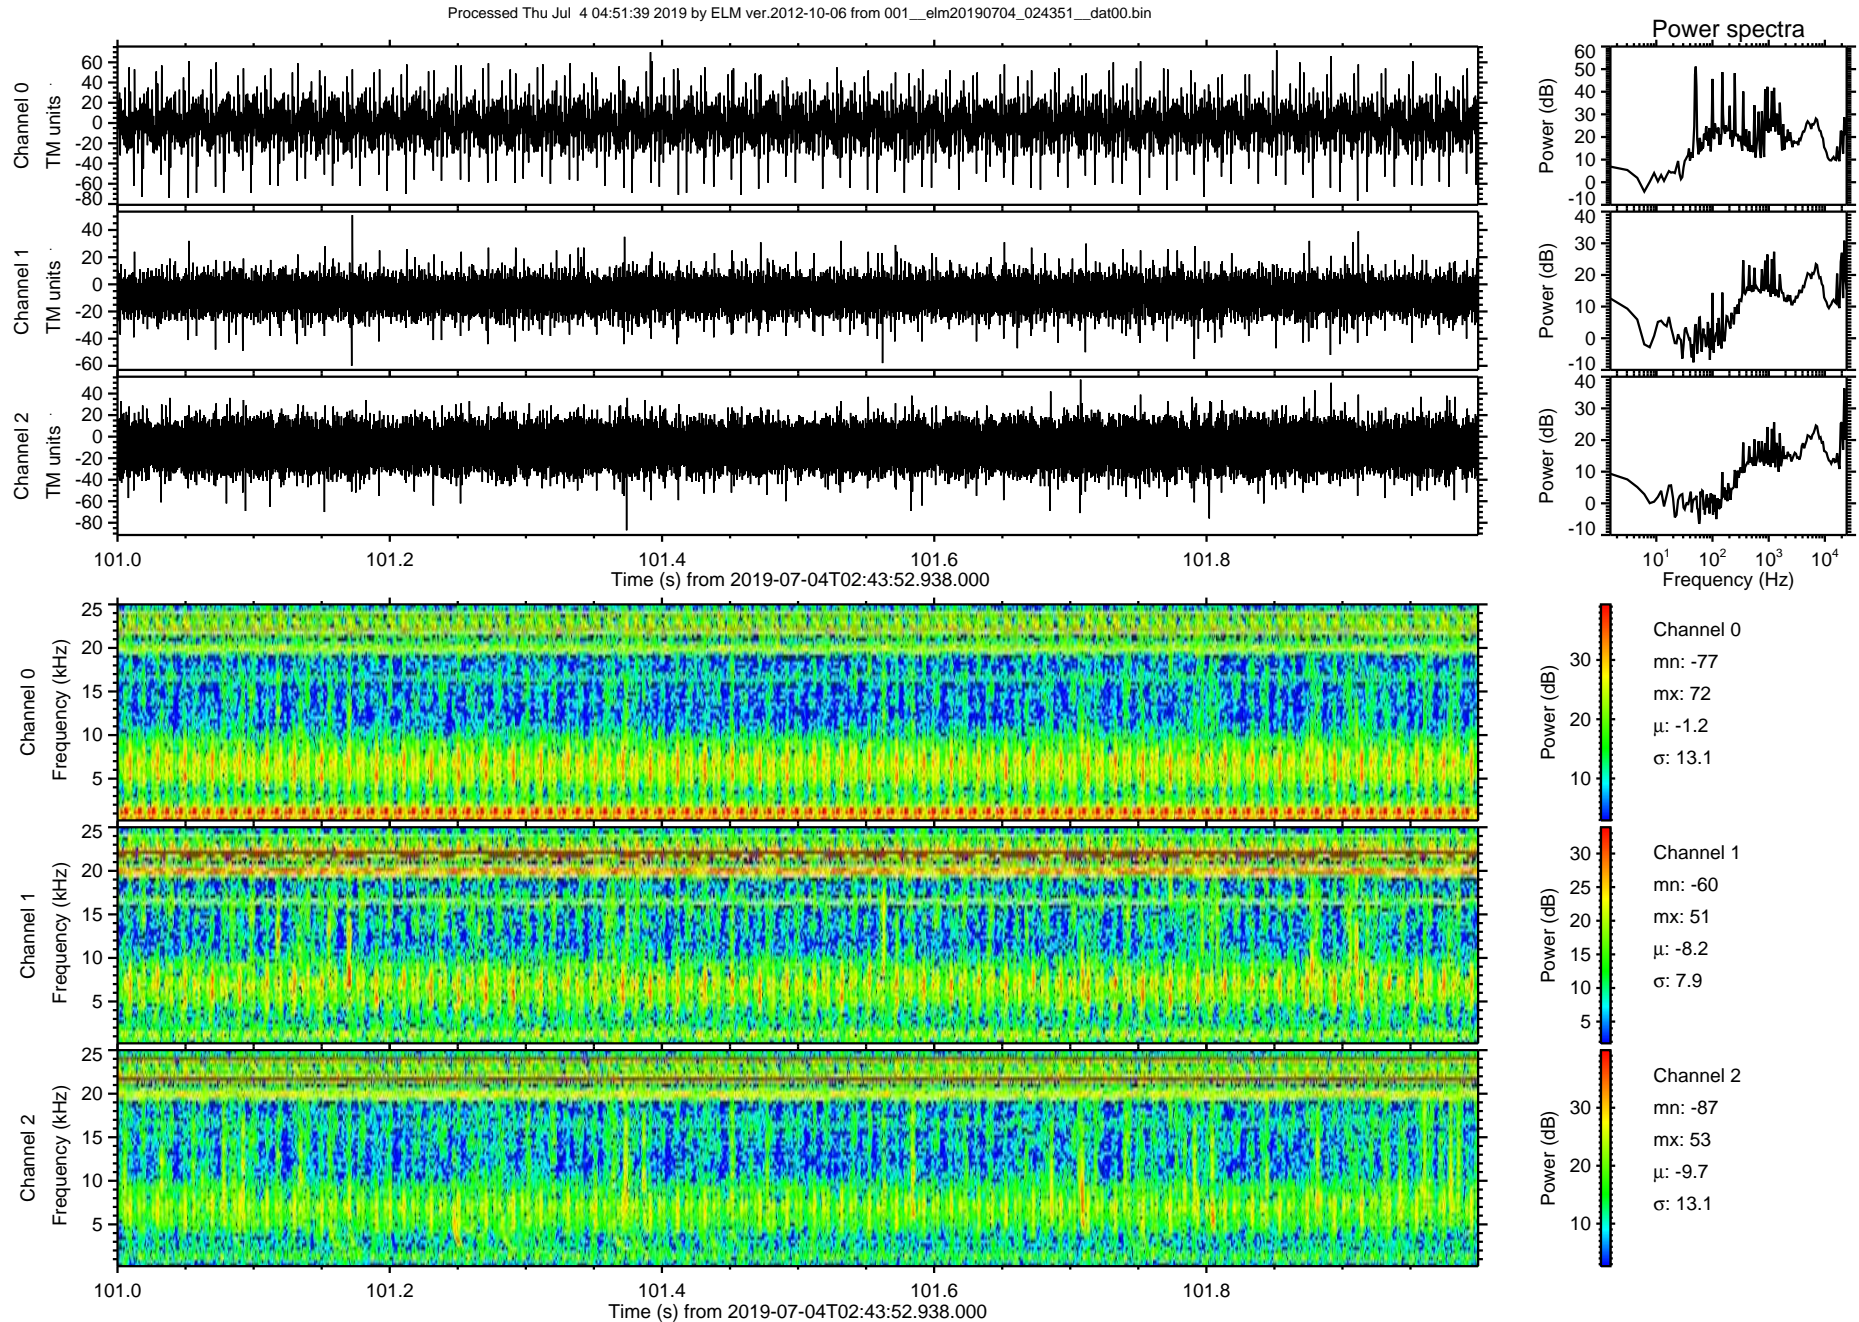 Processed Thu Jul  4 04:51:39 2019 by ELM ver.2012-10-06 from 001__elm20190704_024351__dat00.bin
Power spectra
Channel 0
TM units
60
40
20
0
-20
-40
-60
-80
Power (dB)
60
50
40
30
20
10
0
-10
Channel 1
TM units
40
20
0
-20
-40
-60
Power (dB)
40
30
20
10
0
-10
Channel 2
TM units
40
20
0
-20
-40
-60
-80
Power (dB)
40
30
20
10
0
-10
101.0 101.2 101.4 101.6 101.8
Time (s) from 2019-07-04T02:43:52.938.000
10^1 10^2 10^3 10^4
Frequency (Hz)
Channel 0
Frequency (kHz)
25
20
15
10
5
Power (dB)
30
20
10
Channel 0
mn: -77
mx: 72
μ: -1.2
σ: 13.1
Channel 1
Frequency (kHz)
25
20
15
10
5
Power (dB)
30
25
20
15
10
5
Channel 1
mn: -60
mx: 51
μ: -8.2
σ: 7.9
Channel 2
Frequency (kHz)
25
20
15
10
5
Power (dB)
30
20
10
Channel 2
mn: -87
mx: 53
μ: -9.7
σ: 13.1
101.0 101.2 101.4 101.6 101.8
Time (s) from 2019-07-04T02:43:52.938.000